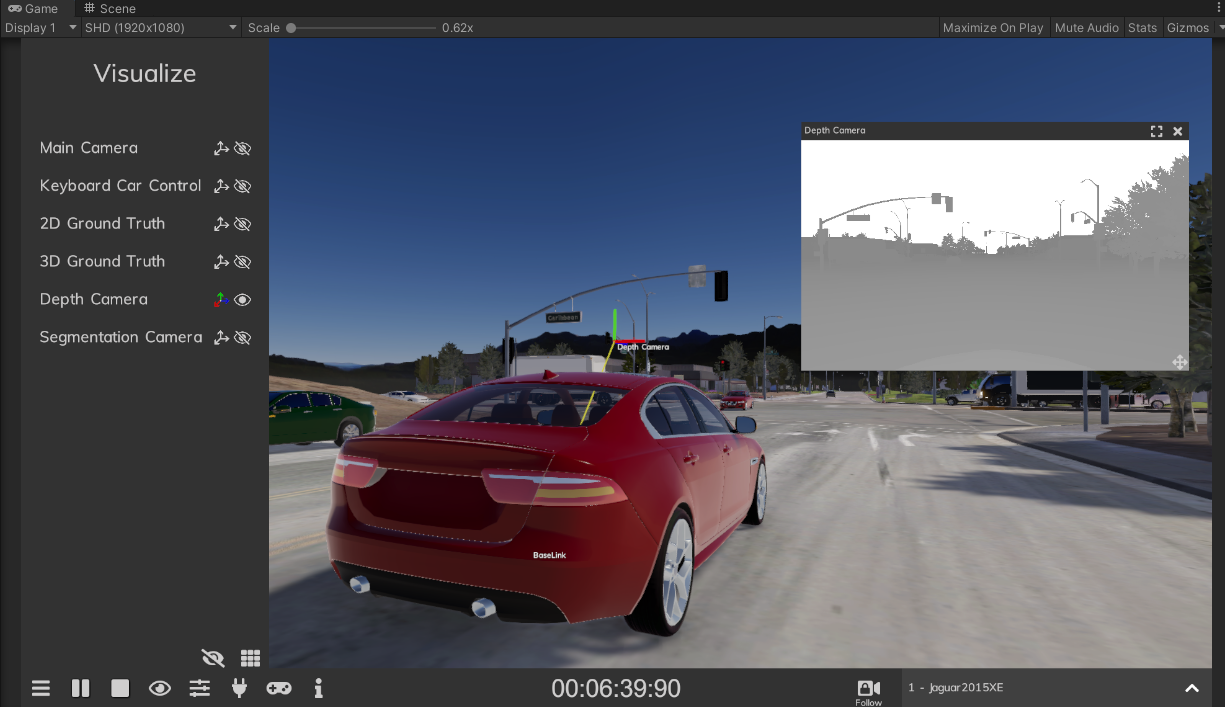 Game
Scene
Display 1
SHD (1920x1080)
Scale
0.62x
Maximize On Play
Mute Audio
Stats
Gizmos
Visualize
Main Camera
Keyboard Car Control
2D Ground Truth
3D Ground Truth
Depth Camera
Segmentation Camera
Depth Camera
Depth Camera
BaseLink
00:06:39:90
Follow
1 - Jaguar2015XE